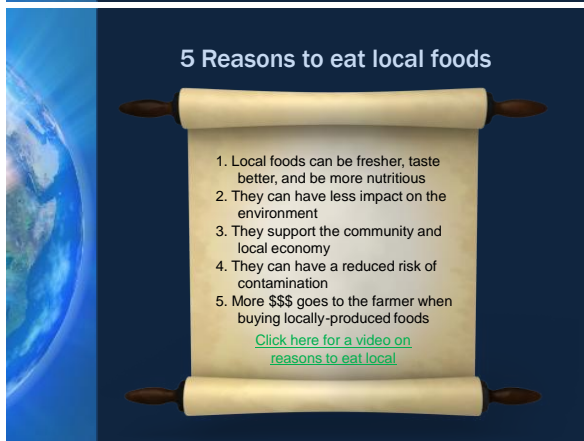 5 Reasons to eat local foods
1. Local foods can be fresher, taste
better, and be more nutritious
2. They can have less impact on the
environment
3. They support the community and
local economy
4. They can have a reduced risk of
contamination
5. More $$$ goes to the farmer when
buying locally-produced foods
Click here for a video on
reasons to eat local